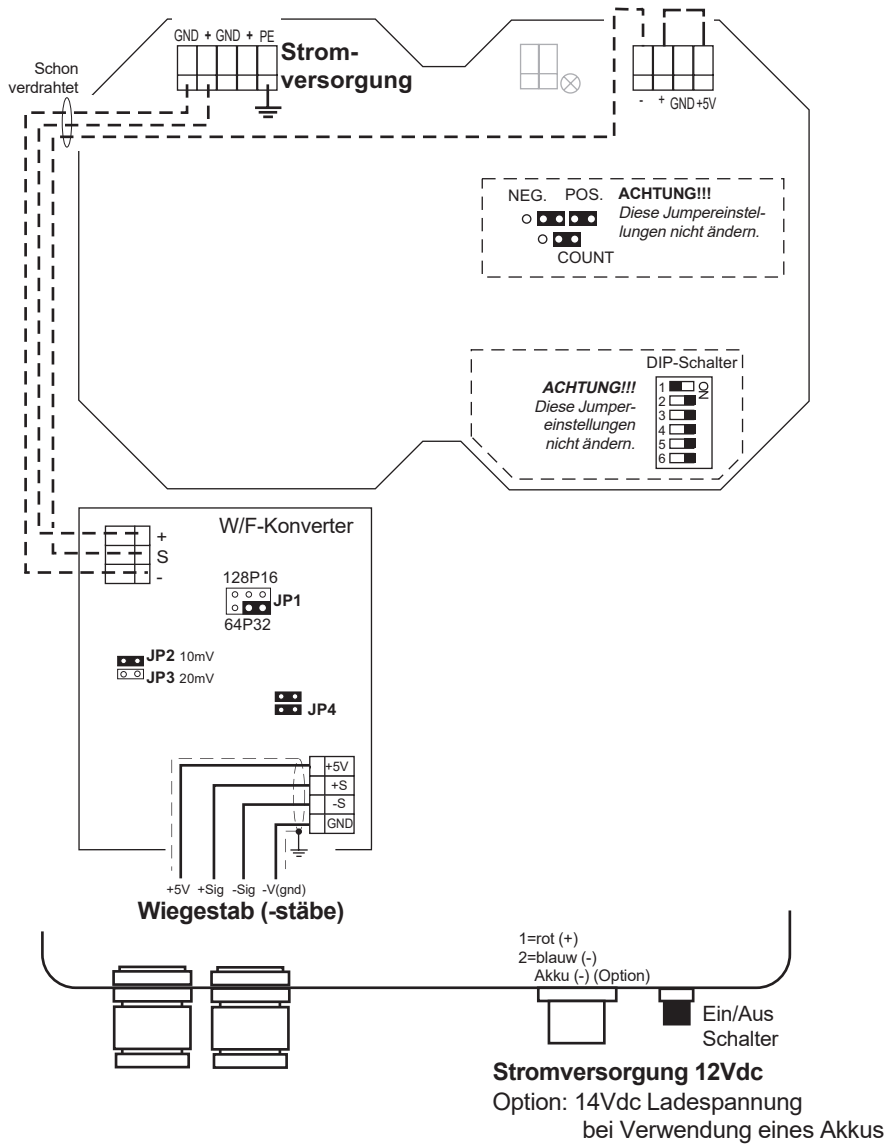 GND + GND + PE
Strom-
versorgung
Schon
verdrahtet
- + GND +5V
NEG. POS.
COUNT
ACHTUNG!!!
Diese Jumpereinstel-
lungen nicht ändern.
DIP-Schalter
ACHTUNG!!!
Diese Jumper-
einstellungen
nicht ändern.
1
2
3
4
5
6
ON
W/F-Konverter
+
S
-
128P16
JP1
64P32
JP2 10mV
JP3 20mV
JP4
+5V
+S
-S
GND
+5V +Sig -Sig -V(gnd)
Wiegestab (-stäbe)
1=rot (+)
2=blauw (-)
Akku (-) (Option)
Ein/Aus
Schalter
Stromversorgung 12Vdc
Option: 14Vdc Ladespannung
bei Verwendung eines Akkus